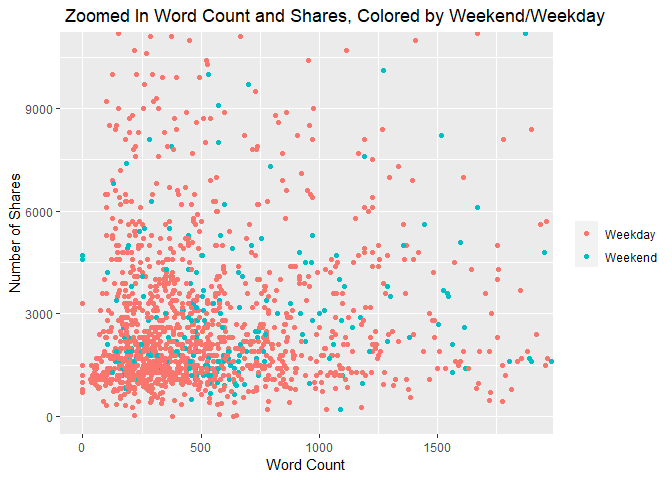 Zoomed In Word Count and Shares, Colored by Weekend/Weekday
Number of Shares
9000
6000
3000
0
0
500
1000
1500
Word Count
Weekday
Weekend